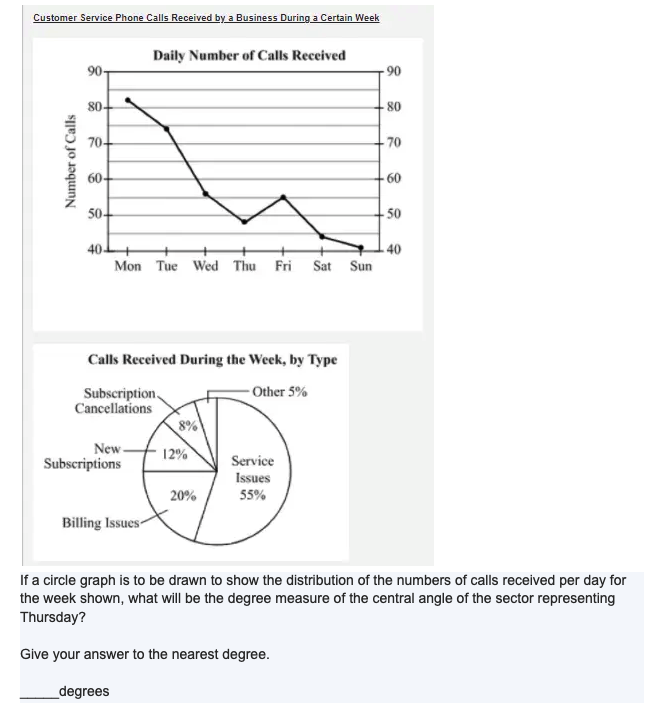 Customer Service Phone Calls Received by a Business During a Certain Week
Daily Number of Calls Received
Number of Calls
90 90
80 80
70 70
60 60
50 50
40 40
Mon Tue Wed Thu Fri Sat Sun
Calls Received During the Week, by Type
Subscription
Cancellations
Other 5%
8%
New
Subscriptions
12%
Service
Issues
55%
20%
Billing Issues
If a circle graph is to be drawn to show the distribution of the numbers of calls received per day for
the week shown, what will be the degree measure of the central angle of the sector representing
Thursday?
Give your answer to the nearest degree.
_____degrees